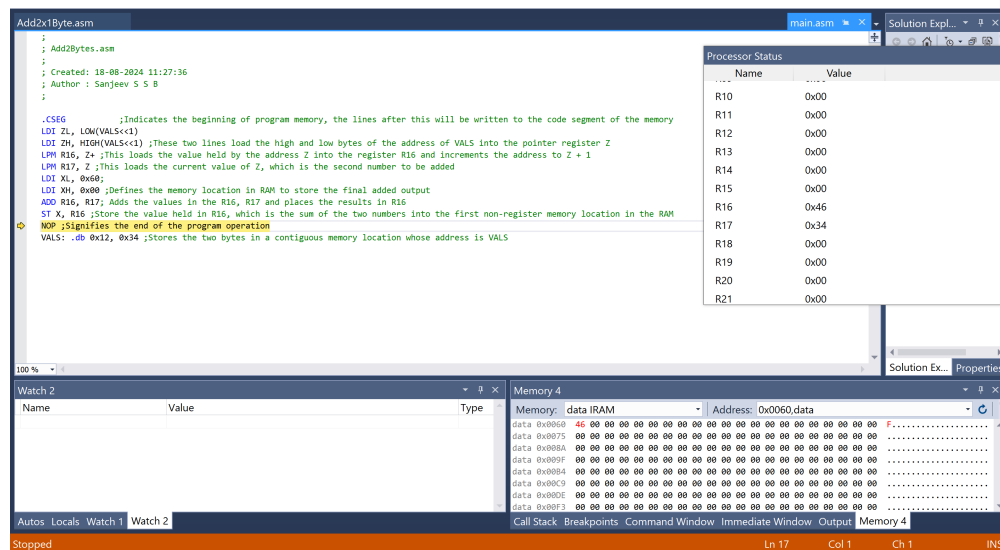 Add2x1Byte.asm
main.asm
;
; Add2Bytes.asm
;
; Created: 18-08-2024 11:27:36
; Author : Sanjeev S S B
;
.CSEG ;Indicates the beginning of program memory, the lines after this will be written to the code segment of the memory
LDI ZL, LOW(VALS<<1)
LDI ZH, HIGH(VALS<<1) ;These two lines load the high and low bytes of the address of VALS into the pointer register Z
LPM R16, Z+ ;This loads the value held by the address Z into the register R16 and increments the address to Z + 1
LPM R17, Z ;This loads the current value of Z, which is the second number to be added
LDI XL, 0x60;
LDI XH, 0x00 ;Defines the memory location in RAM to store the final added output
ADD R16, R17; Adds the values in the R16, R17 and places the results in R16
ST X, R16 ;Store the value held in R16, which is the sum of the two numbers into the first non-register memory location in the RAM
NOP ;Signifies the end of the program operation
VALS: .db 0x12, 0x34 ;Stores the two bytes in a contiguous memory location whose address is VALS
100 %
Solution Expl...
Processor Status
Name Value
R10 0x00
R11 0x00
R12 0x00
R13 0x00
R14 0x00
R15 0x00
R16 0x46
R17 0x34
R18 0x00
R19 0x00
R20 0x00
R21 0x00
Solution Ex... Properties
Watch 2
Name Value Type
Autos Locals Watch 1 Watch 2
Memory 4
Memory: data IRAM Address: 0x0060,data
data 0x0060 46 00 00 00 00 00 00 00 00 00 00 00 00 00 00 00 00 00 00 00 00 F....................
data 0x0075 00 00 00 00 00 00 00 00 00 00 00 00 00 00 00 00 00 00 00 00 00 .....................
data 0x008A 00 00 00 00 00 00 00 00 00 00 00 00 00 00 00 00 00 00 00 00 00 .....................
data 0x009F 00 00 00 00 00 00 00 00 00 00 00 00 00 00 00 00 00 00 00 00 00 .....................
data 0x00B4 00 00 00 00 00 00 00 00 00 00 00 00 00 00 00 00 00 00 00 00 00 .....................
data 0x00C9 00 00 00 00 00 00 00 00 00 00 00 00 00 00 00 00 00 00 00 00 00 .....................
data 0x00DE 00 00 00 00 00 00 00 00 00 00 00 00 00 00 00 00 00 00 00 00 00 .....................
data 0x00F3 00 00 00 00 00 00 00 00 00 00 00 00 00 00 00 00 00 00 00 00 00 .....................
Call Stack Breakpoints Command Window Immediate Window Output Memory 4
Stopped Ln 17 Col 1 Ch 1 INS